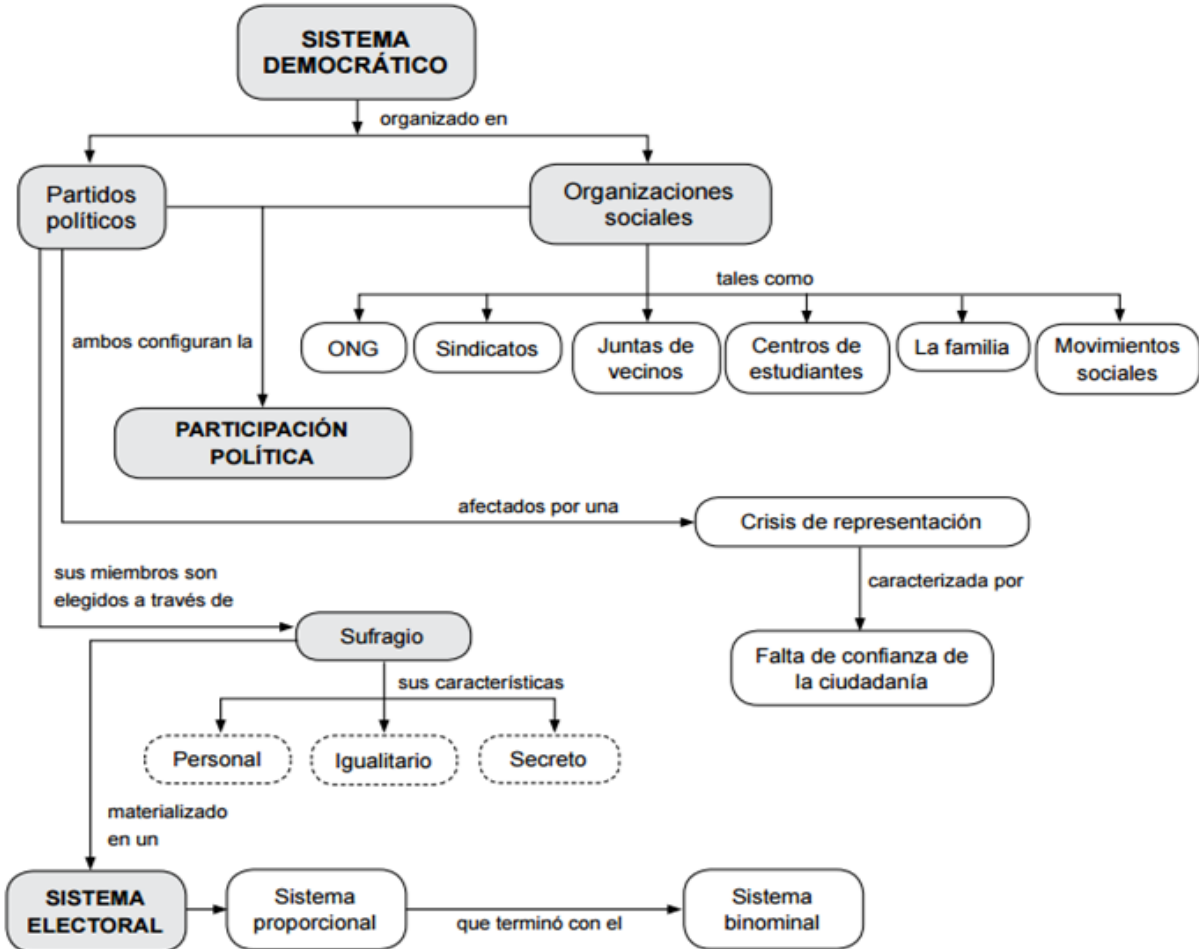 SISTEMA
DEMOCRÁTICO
organizado en
Partidos
políticos
Organizaciones
sociales
tales como
ambos configuran la
ONG
Sindicatos
Juntas de
vecinos
Centros de
estudiantes
La familia
Movimientos
sociales
PARTICIPACIÓN
POLÍTICA
afectados por una
Crisis de representación
caracterizada por
Falta de confianza de
la ciudadanía
sus miembros son
elegidos a través de
Sufragio
sus características
Personal
Igualitario
Secreto
materializado
en un
SISTEMA
ELECTORAL
Sistema
proporcional
que terminó con el
Sistema
binominal